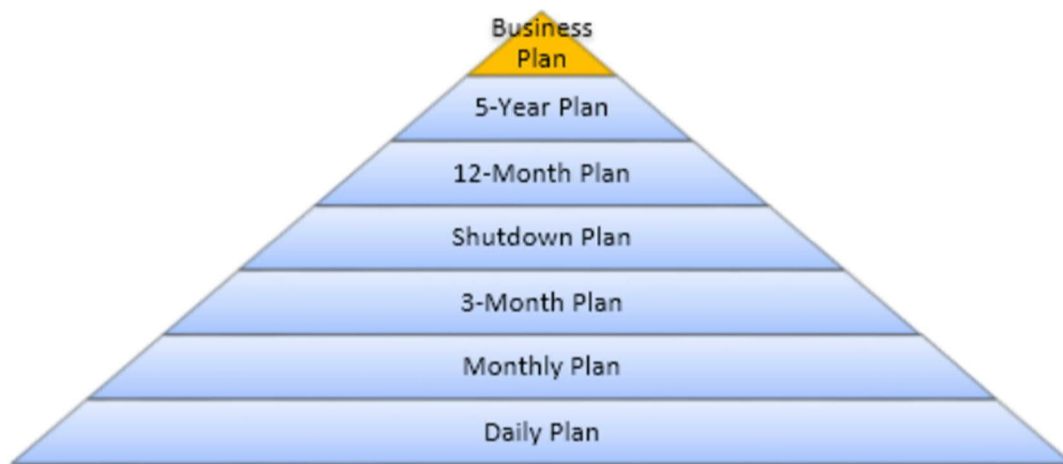 Business
Plan
5-Year Plan
12-Month Plan
Shutdown Plan
3-Month Plan
Monthly Plan
Daily Plan